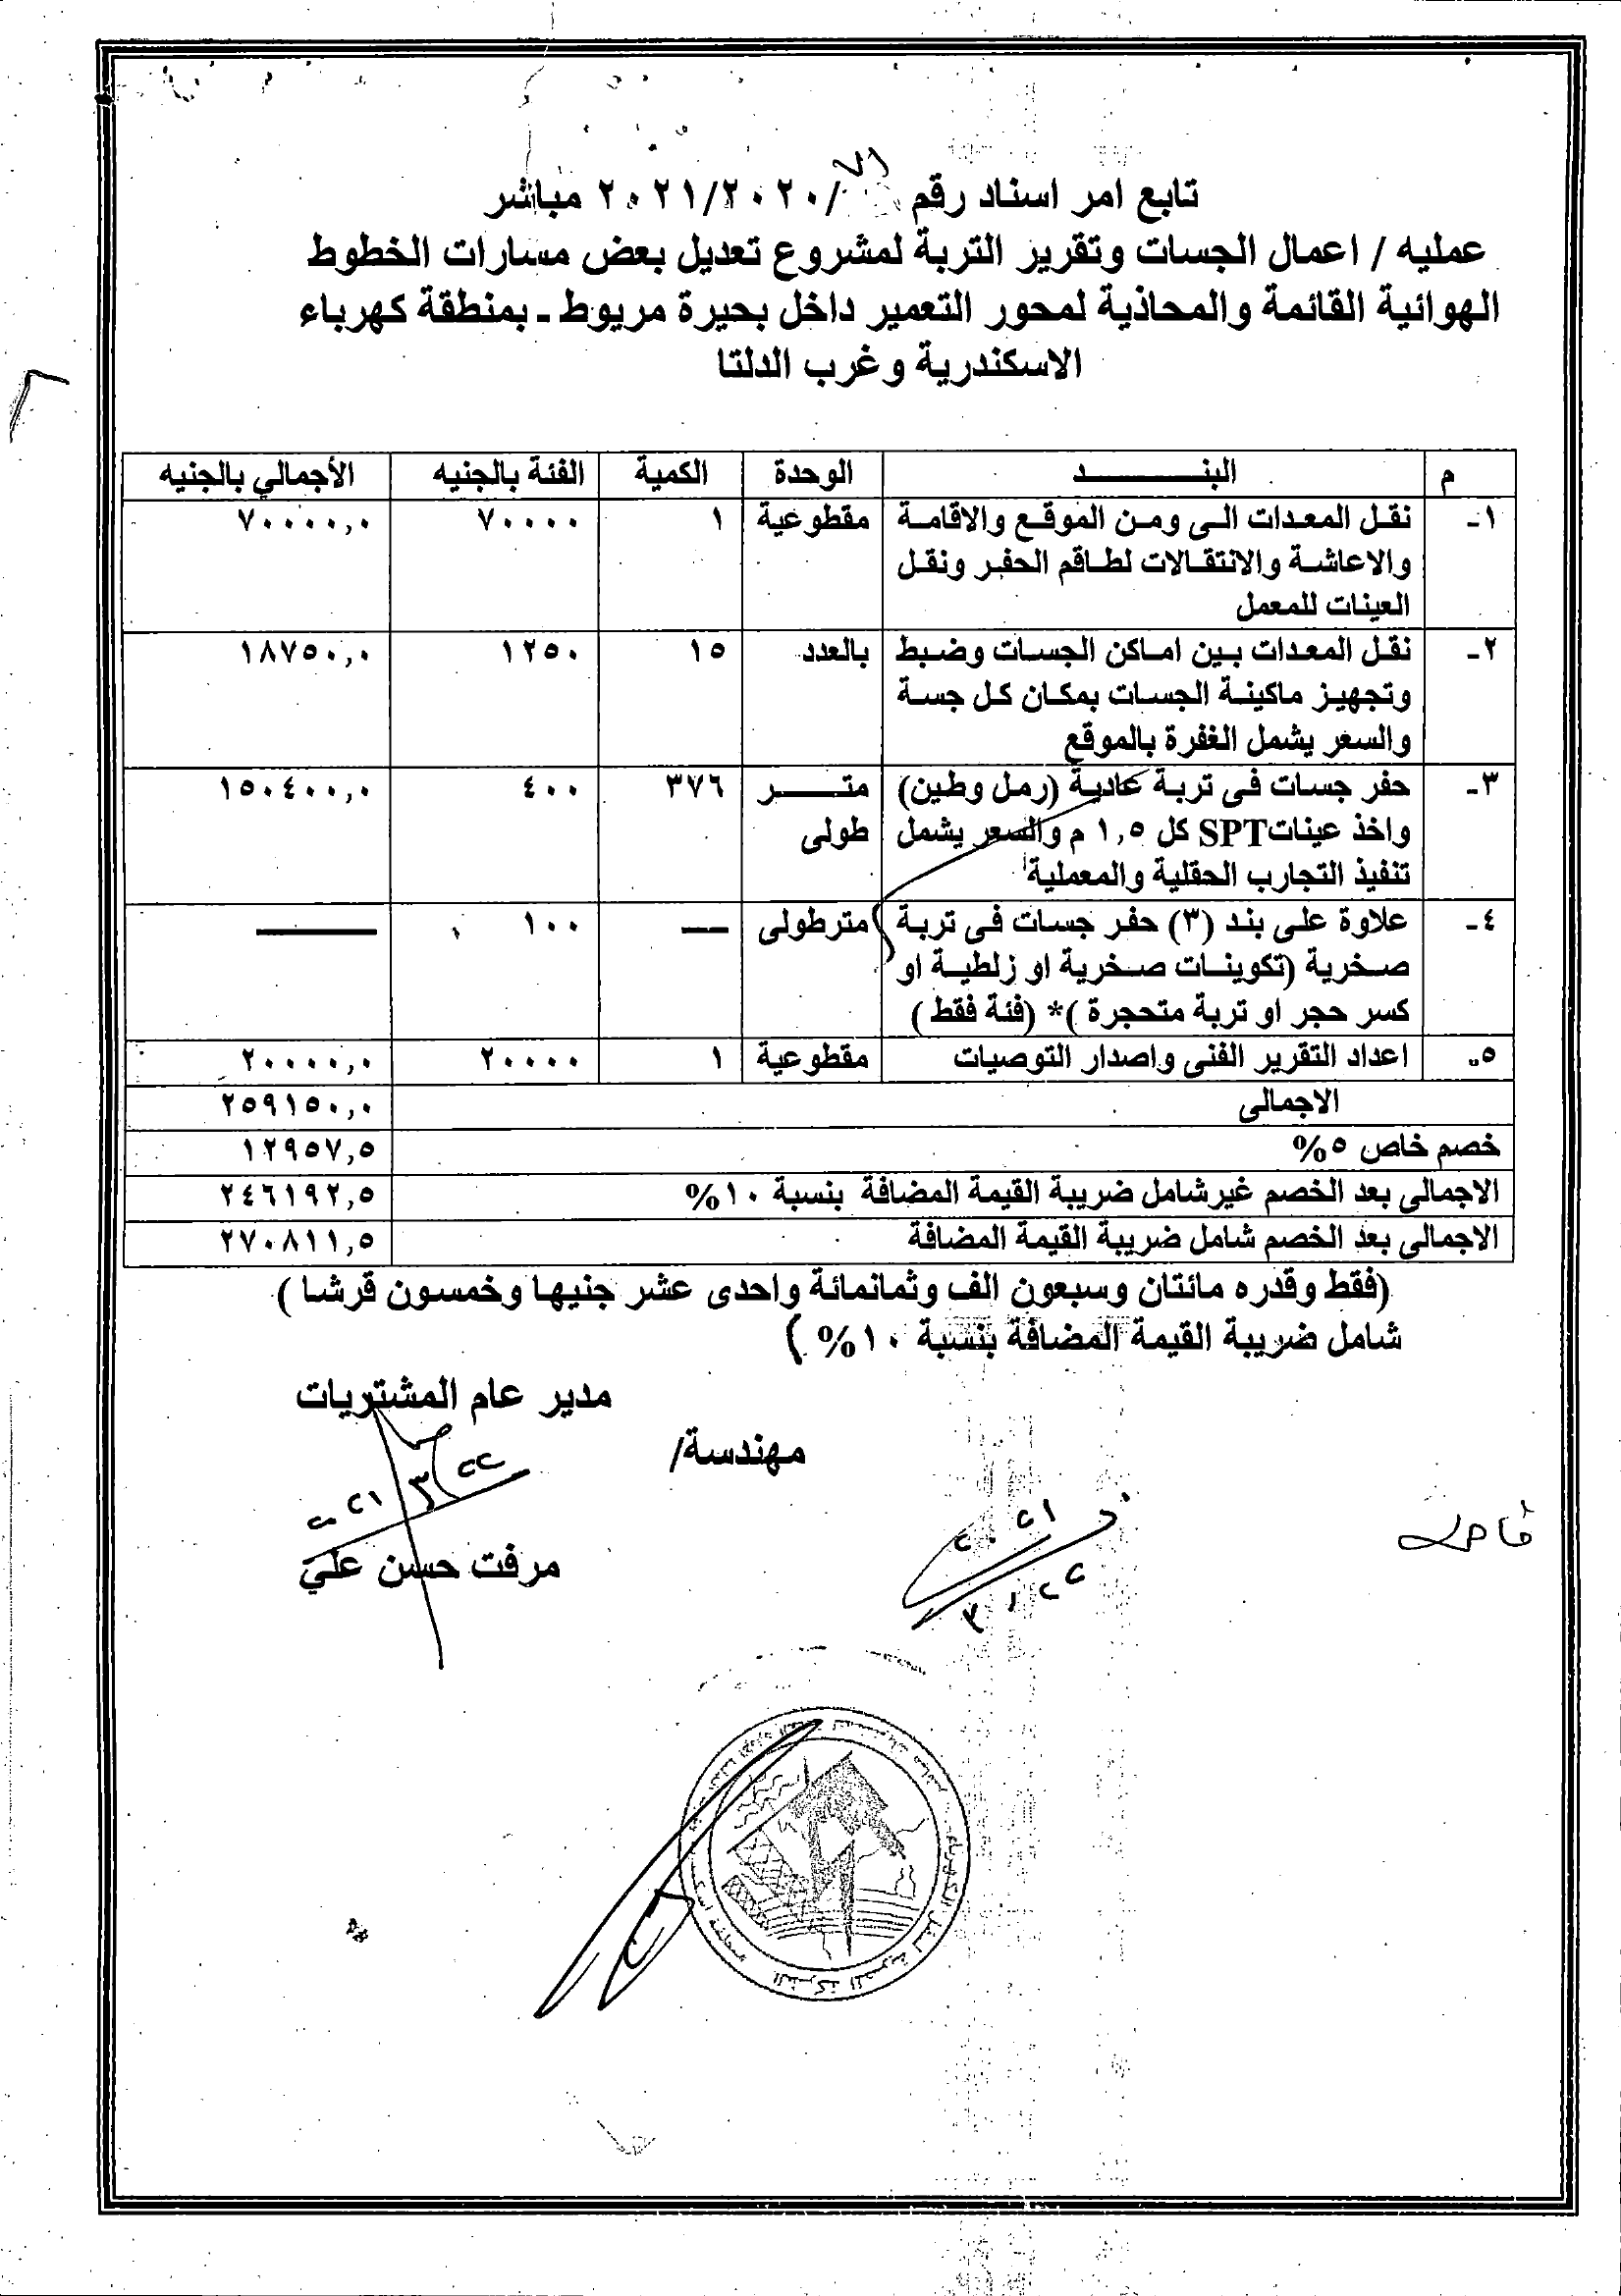 تابع امر اسناد رقم ٧١/٢٠٢١/٢٠٢٠ مباشر
عمليه / اعمال الجسات وتقرير التربة لمشروع تعديل بعض مسارات الخطوط
الهوائية القائمة والمحاذية لمحور التعمير داخل بحيرة مريوط ـ بمنطقة كهرباء
الاسكندرية وغرب الدلتا
م البنـــــــــد الوحدة الكمية الفئة بالجنيه الأجمالي بالجنيه
١- نقل المعدات الى ومن الموقع والاقامة مقطوعية ١ ٧٠٠٠٠ ٧٠٠٠٠,٠
والاعاشة والانتقالات لطاقم الحفر ونقل
العينات للمعمل
٢- نقل المعدات بين اماكن الجسات وضبط بالعدد ١٥ ١٢٥٠ ١٨٧٥٠,٠
وتجهيز ماكينة الجسات بمكان كل جسة
والسعر يشمل الغفرة بالموقع
٣- حفر جسات فى تربة عادية (رمل وطين) متـــــر ٣٧٦ ٤٠٠ ١٥٠٤٠٠,٠
واخذ عينات SPT كل ١,٥ م والسعر يشمل طولى
تنفيذ التجارب الحقلية والمعملية
٤- علاوة على بند (٣) حفر جسات فى تربة مترطولى — ١٠٠ ———
صخرية (تكوينات صخرية او زلطية او
كسر حجر او تربة متحجرة )* (فئة فقط )
٥- اعداد التقرير الفنى واصدار التوصيات مقطوعية ١ ٢٠٠٠٠ ٢٠٠٠٠,٠
الاجمالى ٢٥٩١٥٠,٠
خصم خاص ٥% ١٢٩٥٧,٥
الاجمالى بعد الخصم غيرشامل ضريبة القيمة المضافة بنسبة ١٠% ٢٤٦١٩٢,٥
الاجمالى بعد الخصم شامل ضريبة القيمة المضافة ٢٧٠٨١١,٥
(فقط وقدره مائتان وسبعون الف وثمانمائة واحدى عشر جنيها وخمسون قرشا )
شامل ضريبة القيمة المضافة بنسبة ١٠% )
مدير عام المشتريات
مهندسة/
٢٢/٣/٢٠٢١
مرفت حسن علي